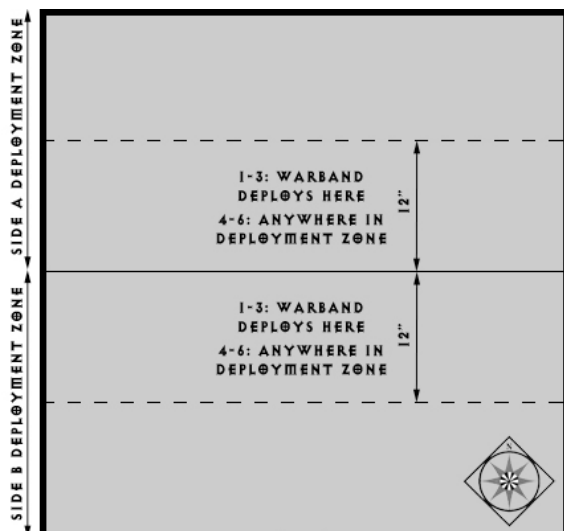 SIDE A DEPLOYMENT ZONE
1-3: WARBAND
DEPLOYS HERE
4-6: ANYWHERE IN
DEPLOYMENT ZONE
12"
SIDE B DEPLOYMENT ZONE
1-3: WARBAND
DEPLOYS HERE
4-6: ANYWHERE IN
DEPLOYMENT ZONE
12"
N